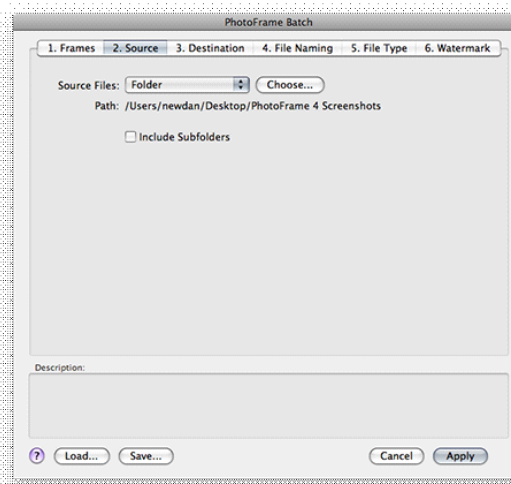 PhotoFrame Batch
1. Frames 2. Source 3. Destination 4. File Naming 5. File Type 6. Watermark
Source Files: Folder Choose...
Path: /Users/newdan/Desktop/PhotoFrame 4 Screenshots
Include Subfolders
Description:
? Load... Save... Cancel Apply